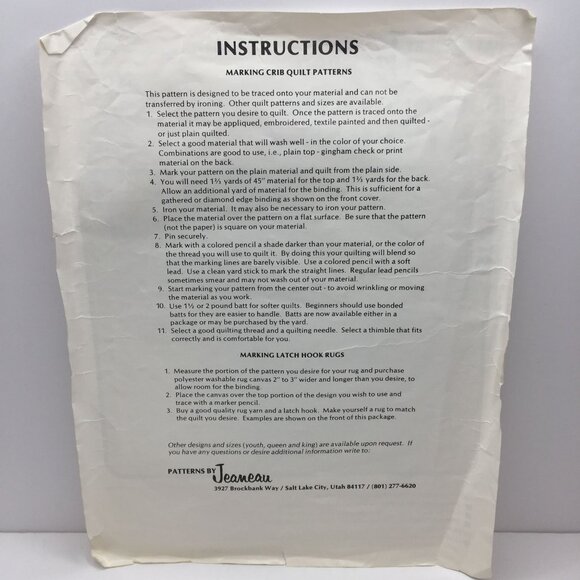 INSTRUCTIONS
MARKING CRIB QUILT PATTERNS
This pattern is designed to be traced onto your material and can not be
transferred by ironing. Other quilt patterns and sizes are available.
1. Select the pattern you desire to quilt. Once the pattern is traced onto the
material it may be appliqued, embroidered, textile painted and then quilted -
or just plain quilted.
2. Select a good material that will wash well - in the color of your choice.
Combinations are good to use, i.e., plain top - gingham check or print
material on the back.
3. Mark your pattern on the plain material and quilt from the plain side.
4. You will need 1⅔ yards of 45" material for the top and 1⅔ yards for the back.
Allow an additional yard of material for the binding. This is sufficient for a
gathered or diamond edge binding as shown on the front cover.
5. Iron your material. It may also be necessary to iron your pattern.
6. Place the material over the pattern on a flat surface. Be sure that the pattern
(not the paper) is square on your material.
7. Pin securely.
8. Mark with a colored pencil a shade darker than your material, or the color of
the thread you will use to quilt it. By doing this your quilting will blend so
that the marking lines are barely visible. Use a colored pencil with a soft
lead. Use a clean yard stick to mark the straight lines. Regular lead pencils
sometimes smear and may not wash out of your material.
9. Start marking your pattern from the center out - to avoid wrinkling or moving
the material as you work.
10. Use 1½ or 2 pound batt for softer quilts. Beginners should use bonded
batts for they are easier to handle. Batts are now available either in a
package or may be purchased by the yard.
11. Select a good quilting thread and a quilting needle. Select a thimble that fits
correctly and is comfortable for you.
MARKING LATCH HOOK RUGS
1. Measure the portion of the pattern you desire for your rug and purchase
polyester washable rug canvas 2" to 3" wider and longer than you desire, to
allow room for the binding.
2. Place the canvas over the top portion of the design you wish to use and
trace with a marker pencil.
3. Buy a good quality rug yarn and a latch hook. Make yourself a rug to match
the quilt you desire. Examples are shown on the front of this package.
Other designs and sizes (youth, queen and king) are available upon request. If
you have any questions or desire additional information write to:
PATTERNS BY Jeaneau
3927 Brockbank Way / Salt Lake City, Utah 84117 / (801) 277-6620